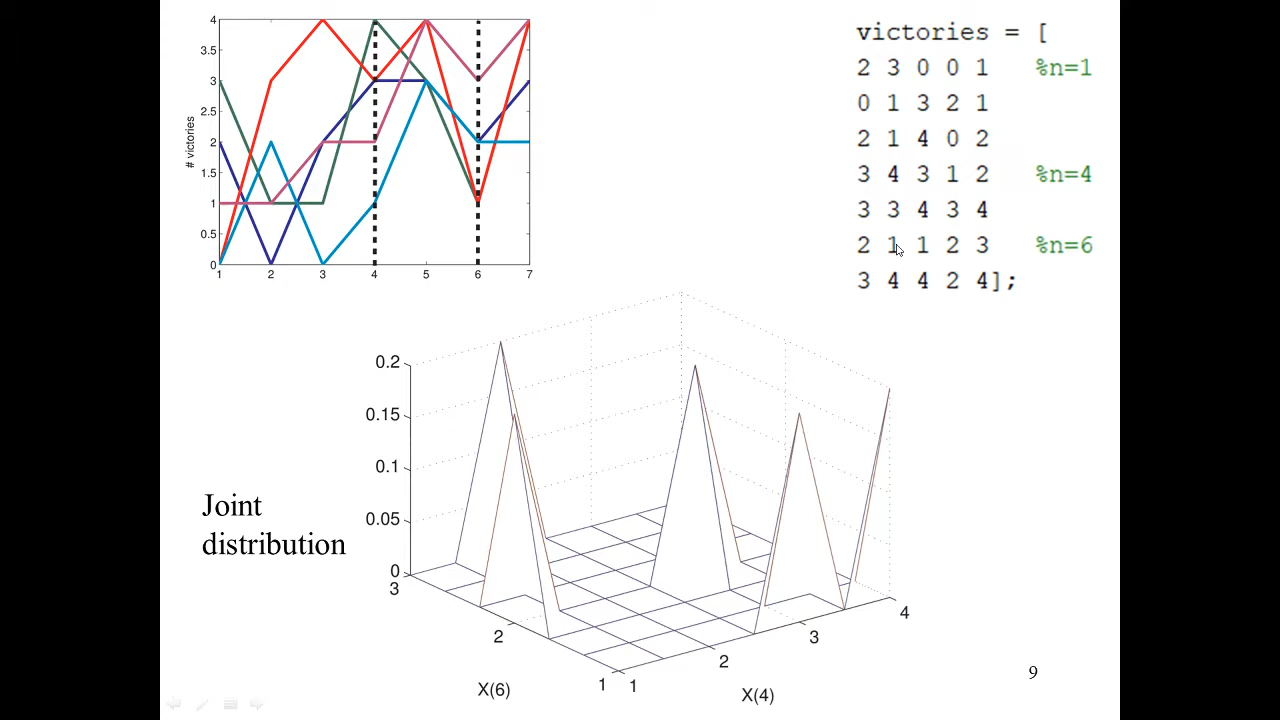 4
3.5
3
2.5
2
1.5
1
0.5
0
# victories
1 2 3 4 5 6 7
victories = [
2 3 0 0 1 %n=1
0 1 3 2 1
2 1 4 0 2
3 4 3 1 2 %n=4
3 3 4 3 4
2 1 1 2 3 %n=6
3 4 4 2 4];
0.2
0.15
0.1
0.05
0
3
2
1
X(6)
1
2
3
4
X(4)
Joint
distribution
9